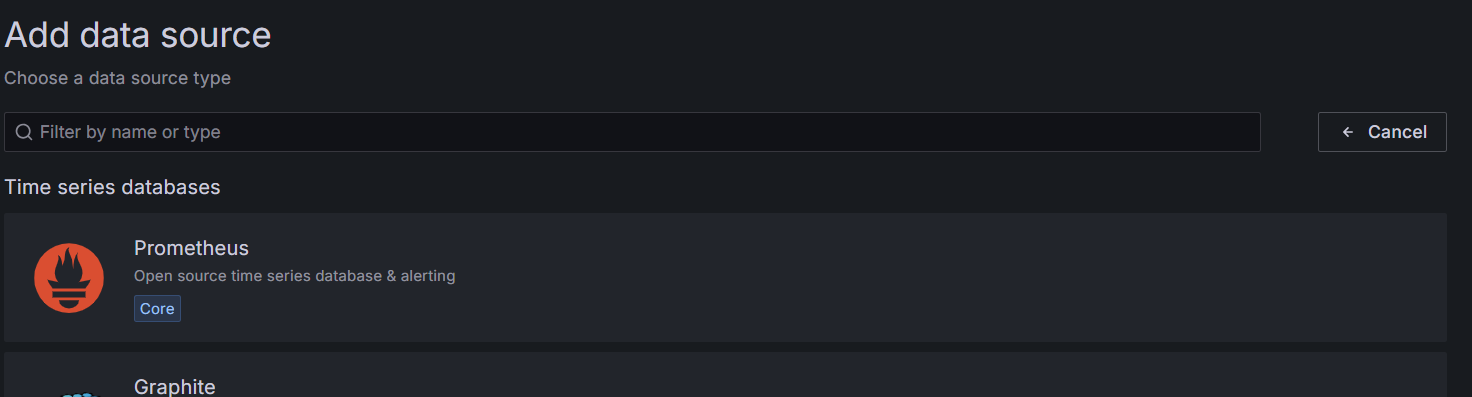 Add data source
Choose a data source type
Filter by name or type
Cancel
Time series databases
Prometheus
Open source time series database & alerting
Core
Graphite